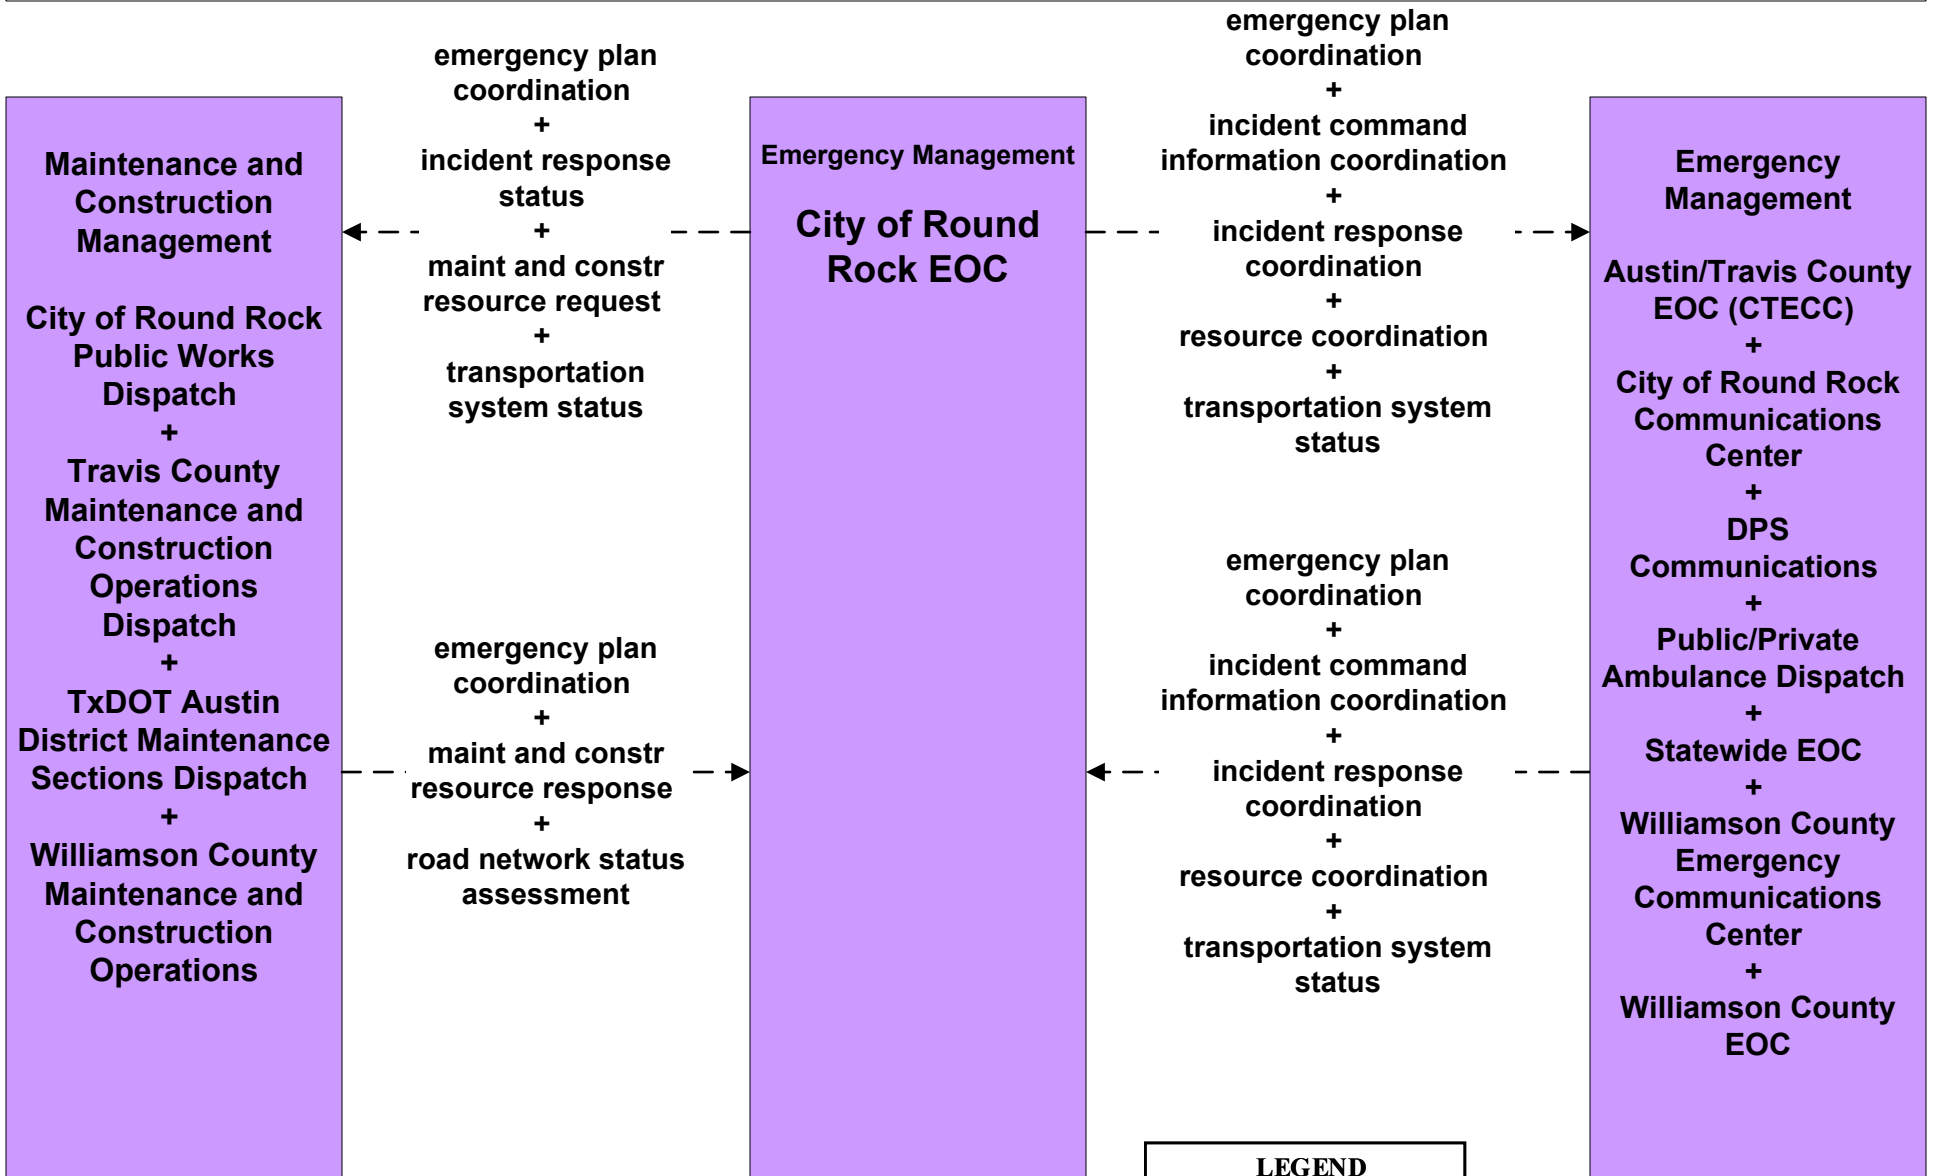 Maintenance and
Construction
Management
City of Round Rock
Public Works
Dispatch
+
Travis County
Maintenance and
Construction
Operations
Dispatch
+
TxDOT Austin
District Maintenance
Sections Dispatch
+
Williamson County
Maintenance and
Construction
Operations
emergency plan
coordination
+
incident response
status
+
maint and constr
resource request
+
transportation
system status
emergency plan
coordination
+
maint and constr
resource response
+
road network status
assessment
Emergency Management
City of Round
Rock EOC
emergency plan
coordination
+
incident command
information coordination
+
incident response
coordination
+
resource coordination
+
transportation system
status
emergency plan
coordination
+
incident command
information coordination
+
incident response
coordination
+
resource coordination
+
transportation system
status
Emergency
Management
Austin/Travis County
EOC (CTECC)
+
City of Round Rock
Communications
Center
+
DPS
Communications
+
Public/Private
Ambulance Dispatch
+
Statewide EOC
+
Williamson County
Emergency
Communications
Center
+
Williamson County
EOC
LEGEND